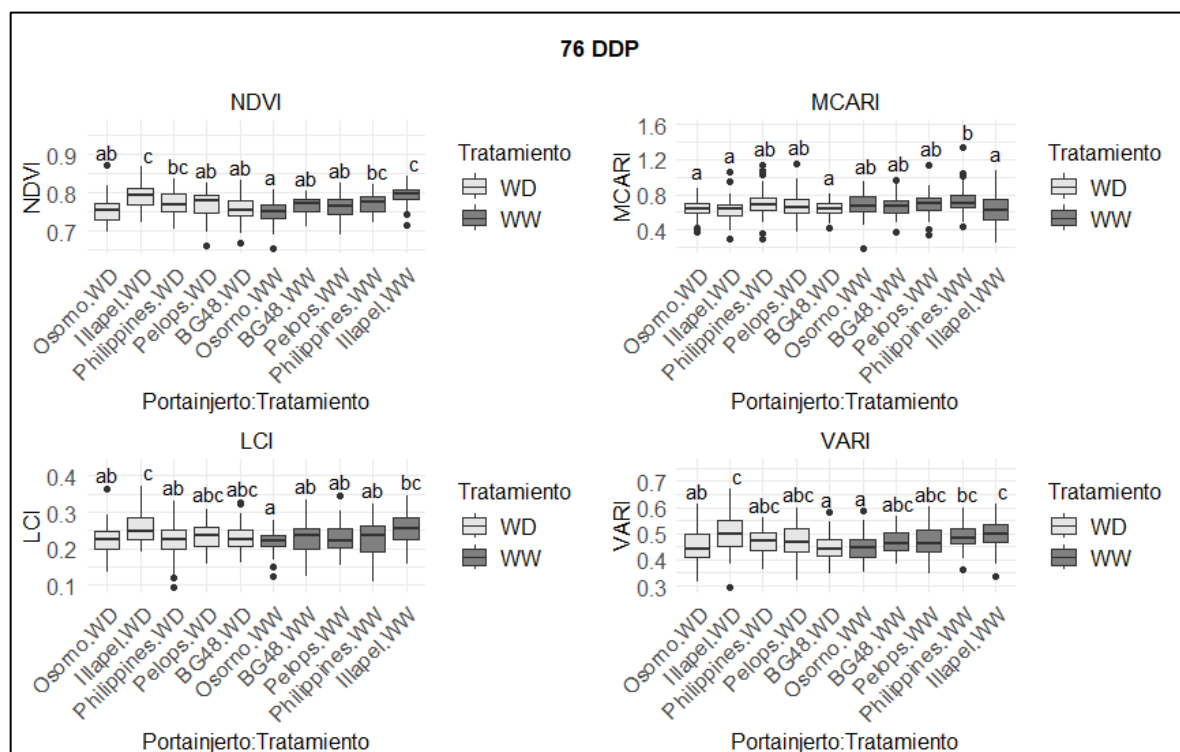 76 DDP
NDVI
NDVI
0.9
0.8
0.7
ab c bc ab ab a ab ab bc c
Osorno.WD
Illapel.WD
Philippines.WD
Pelops.WD
BG48.WD
Osorno.WW
BG48.WW
Pelops.WW
Philippines.WW
Illapel.WW
Portainjerto:Tratamiento
Tratamiento
WD
WW
MCARI
MCARI
1.6
1.2
0.8
0.4
a a ab ab a ab ab ab b a
Osorno.WD
Illapel.WD
Philippines.WD
Pelops.WD
BG48.WD
Osorno.WW
BG48.WW
Pelops.WW
Philippines.WW
Illapel.WW
Portainjerto:Tratamiento
Tratamiento
WD
WW
LCI
LCI
0.4
0.3
0.2
0.1
ab c ab abc abc a ab ab ab bc
Osorno.WD
Illapel.WD
Philippines.WD
Pelops.WD
BG48.WD
Osorno.WW
BG48.WW
Pelops.WW
Philippines.WW
Illapel.WW
Portainjerto:Tratamiento
Tratamiento
WD
WW
VARI
VARI
0.7
0.6
0.5
0.4
0.3
ab c abc abc a a abc abc bc c
Osorno.WD
Illapel.WD
Philippines.WD
Pelops.WD
BG48.WD
Osorno.WW
BG48.WW
Pelops.WW
Philippines.WW
Illapel.WW
Portainjerto:Tratamiento
Tratamiento
WD
WW